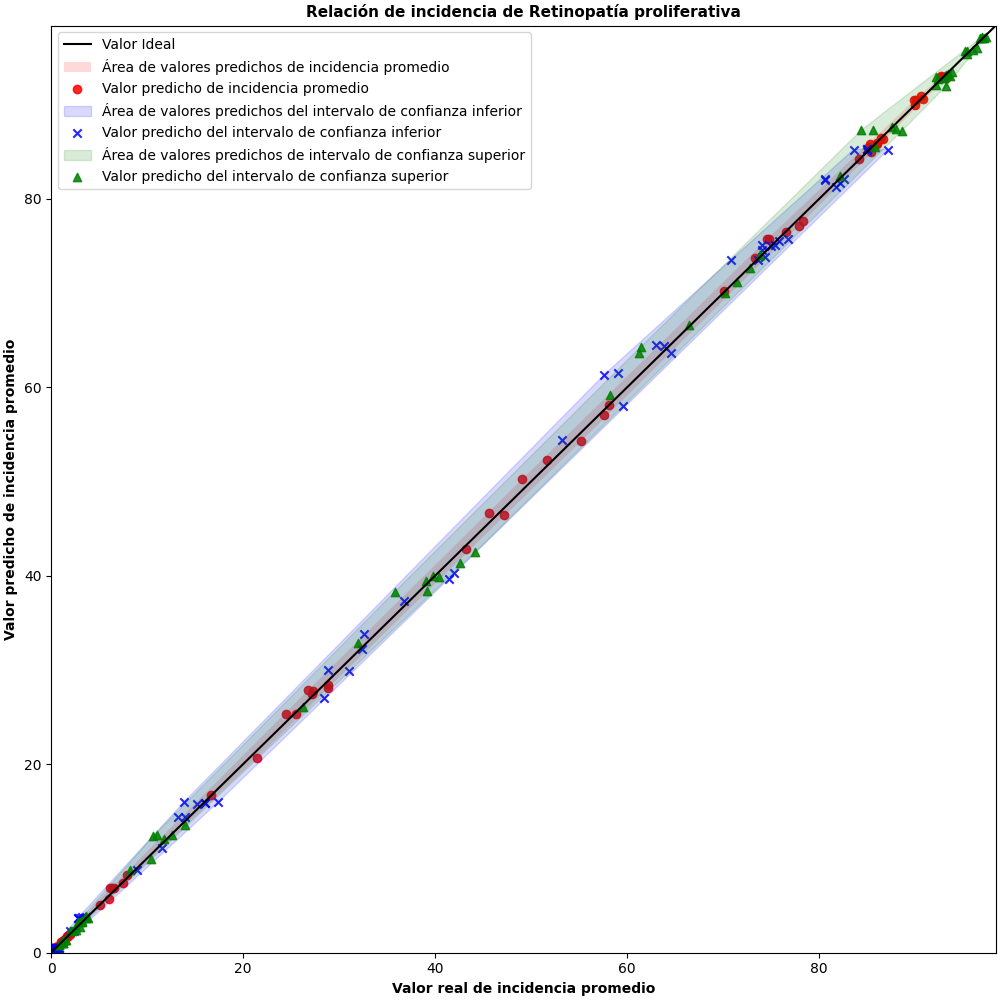 Relación de incidencia de Retinopatía proliferativa
Valor Ideal
Área de valores predichos de incidencia promedio
Valor predicho de incidencia promedio
Área de valores predichos del intervalo de confianza inferior
Valor predicho del intervalo de confianza inferior
Área de valores predichos de intervalo de confianza superior
Valor predicho del intervalo de confianza superior
Valor predicho de incidencia promedio
80
60
40
20
0
0 20 40 60 80
Valor real de incidencia promedio